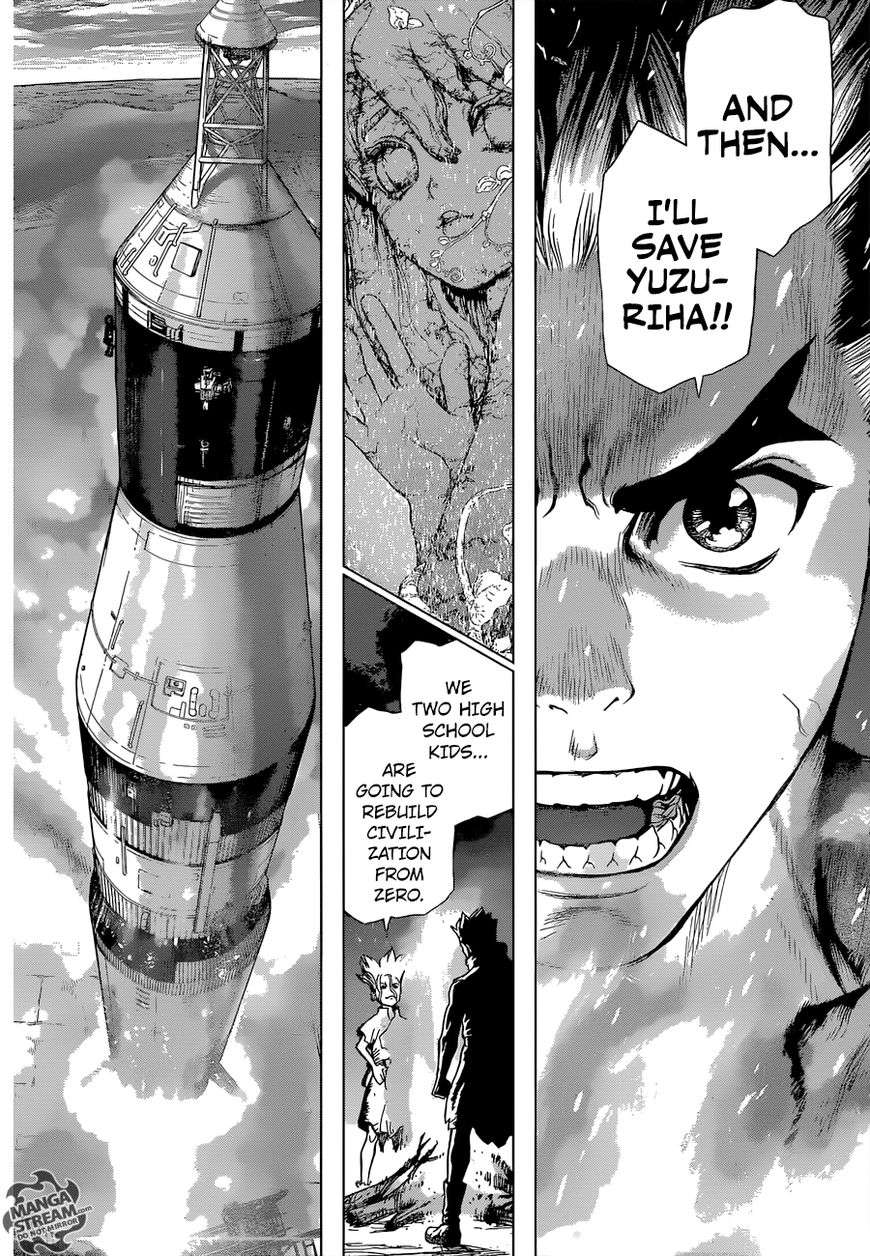 AND
THEN...
I'LL
SAVE
YUZU-
RIHA!!
WE
TWO HIGH
SCHOOL
KIDS...
ARE
GOING TO
REBUILD
CIVILI-
ZATION
FROM
ZERO.
MANGA
STREAM.com
DO NOT MIRROR